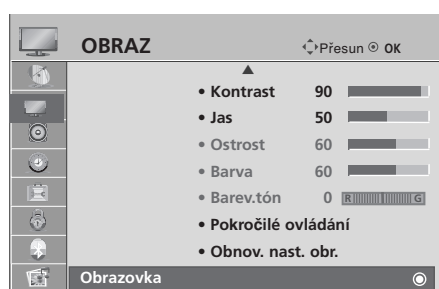 OBRAZ Přesun OK
• Kontrast 90
• Jas 50
• Ostrost 60
• Barva 60
• Barev.tón 0 R G
• Pokročilé ovládání
• Obnov. nast. obr.
Obrazovka